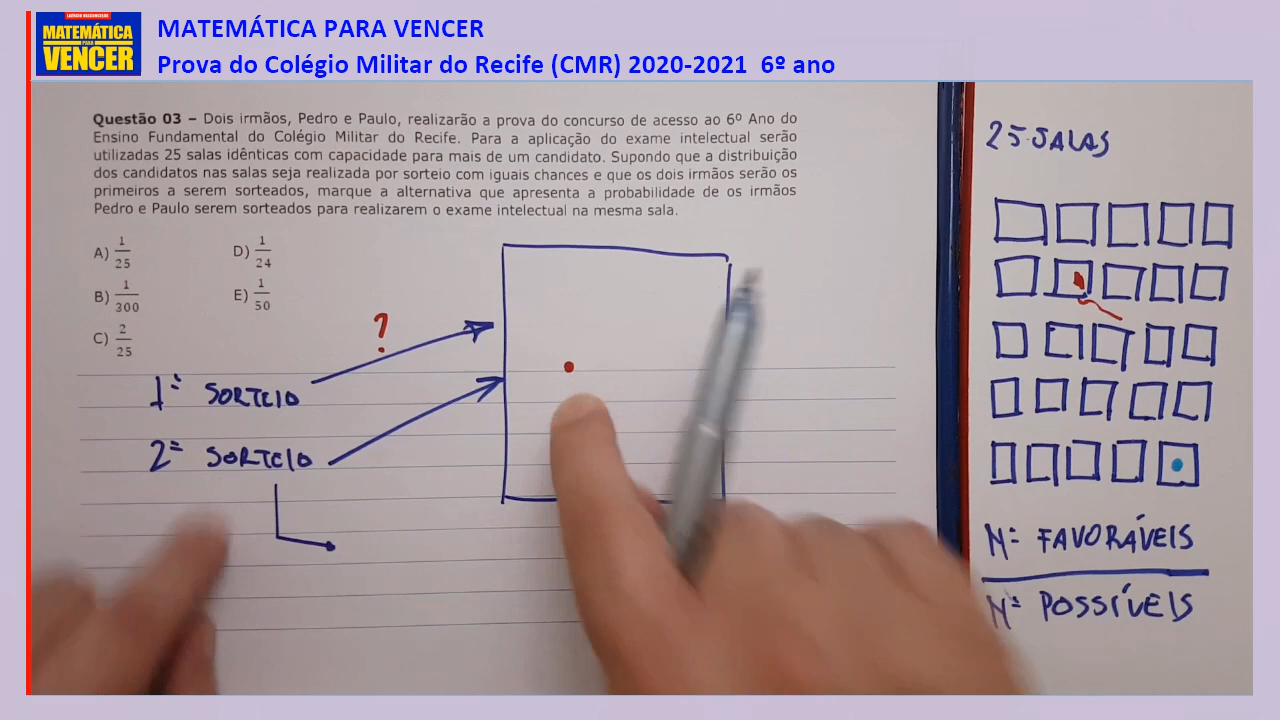 LAÉRCIO VASCONCELOS
MATEMÁTICA
PARA
VENCER
MATEMÁTICA PARA VENCER
Prova do Colégio Militar do Recife (CMR) 2020-2021 6º ano
Questão 03 – Dois irmãos, Pedro e Paulo, realizarão a prova do concurso de acesso ao 6º Ano do
Ensino Fundamental do Colégio Militar do Recife. Para a aplicação do exame intelectual serão
utilizadas 25 salas idênticas com capacidade para mais de um candidato. Supondo que a distribuição
dos candidatos nas salas seja realizada por sorteio com iguais chances e que os dois irmãos serão os
primeiros a serem sorteados, marque a alternativa que apresenta a probabilidade de os irmãos
Pedro e Paulo serem sorteados para realizarem o exame intelectual na mesma sala.
A) 1/25
D) 1/24
B) 1/300
E) 1/50
C) 2/25
?
1º SORTEIO
2º SORTEIO
25 SALAS
Nº FAVORÁVEIS
Nº POSSÍVEIS